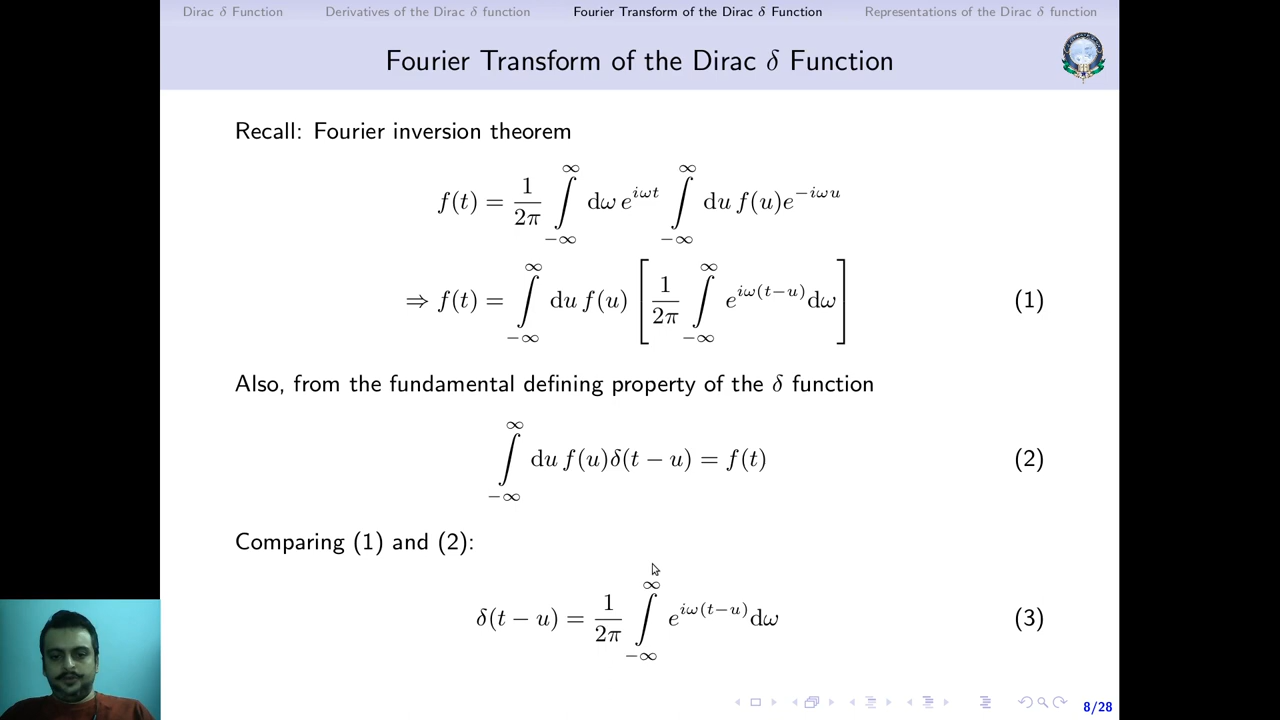 Dirac δ Function Derivatives of the Dirac δ function Fourier Transform of the Dirac δ Function Representations of the Dirac δ function
Fourier Transform of the Dirac δ Function
Recall: Fourier inversion theorem
f(t) = 1/2π ∫_{−∞}^{∞} dω e^{iωt} ∫_{−∞}^{∞} du f(u)e^{−iωu}
⇒ f(t) = ∫_{−∞}^{∞} du f(u) [1/2π ∫_{−∞}^{∞} e^{iω(t−u)}dω] (1)
Also, from the fundamental defining property of the δ function
∫_{−∞}^{∞} du f(u)δ(t − u) = f(t) (2)
Comparing (1) and (2):
δ(t − u) = 1/2π ∫_{−∞}^{∞} e^{iω(t−u)}dω (3)
8/28